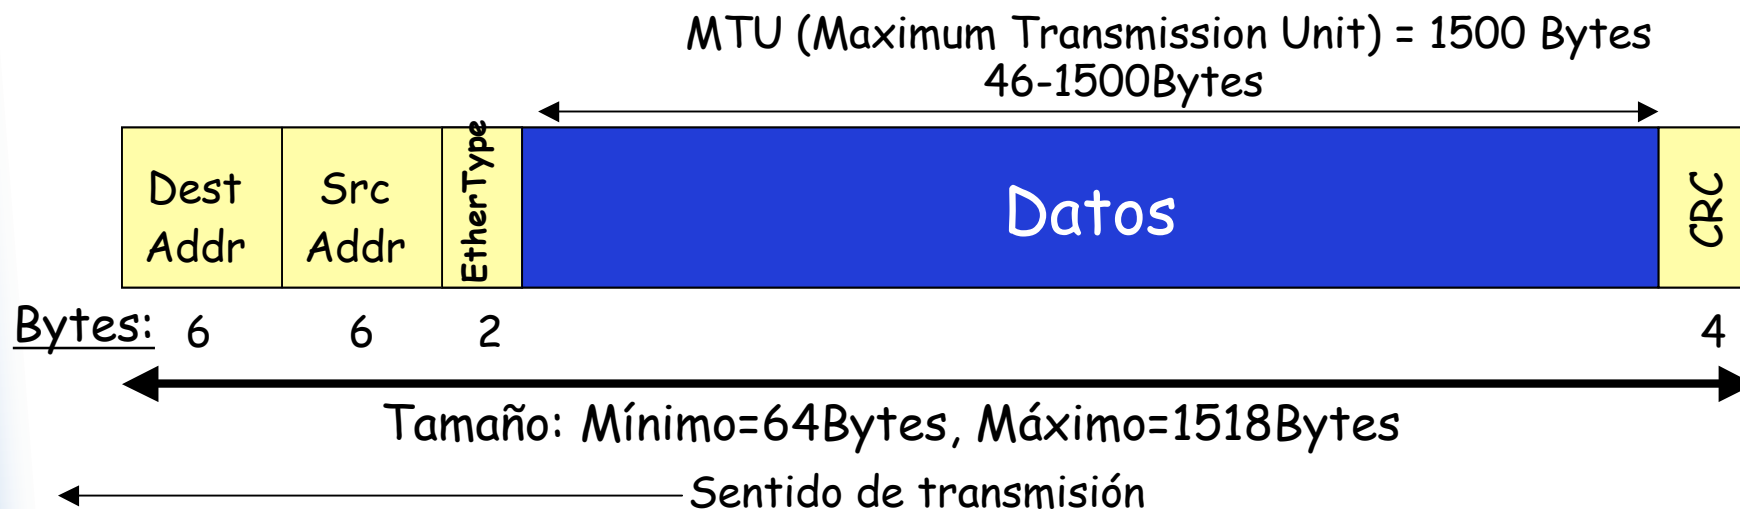 MTU (Maximum Transmission Unit) = 1500 Bytes
46-1500Bytes
Dest
Addr
Src
Addr
EtherType
Datos
CRC
Bytes: 6 6 2 4
Tamaño: Mínimo=64Bytes, Máximo=1518Bytes
Sentido de transmisión